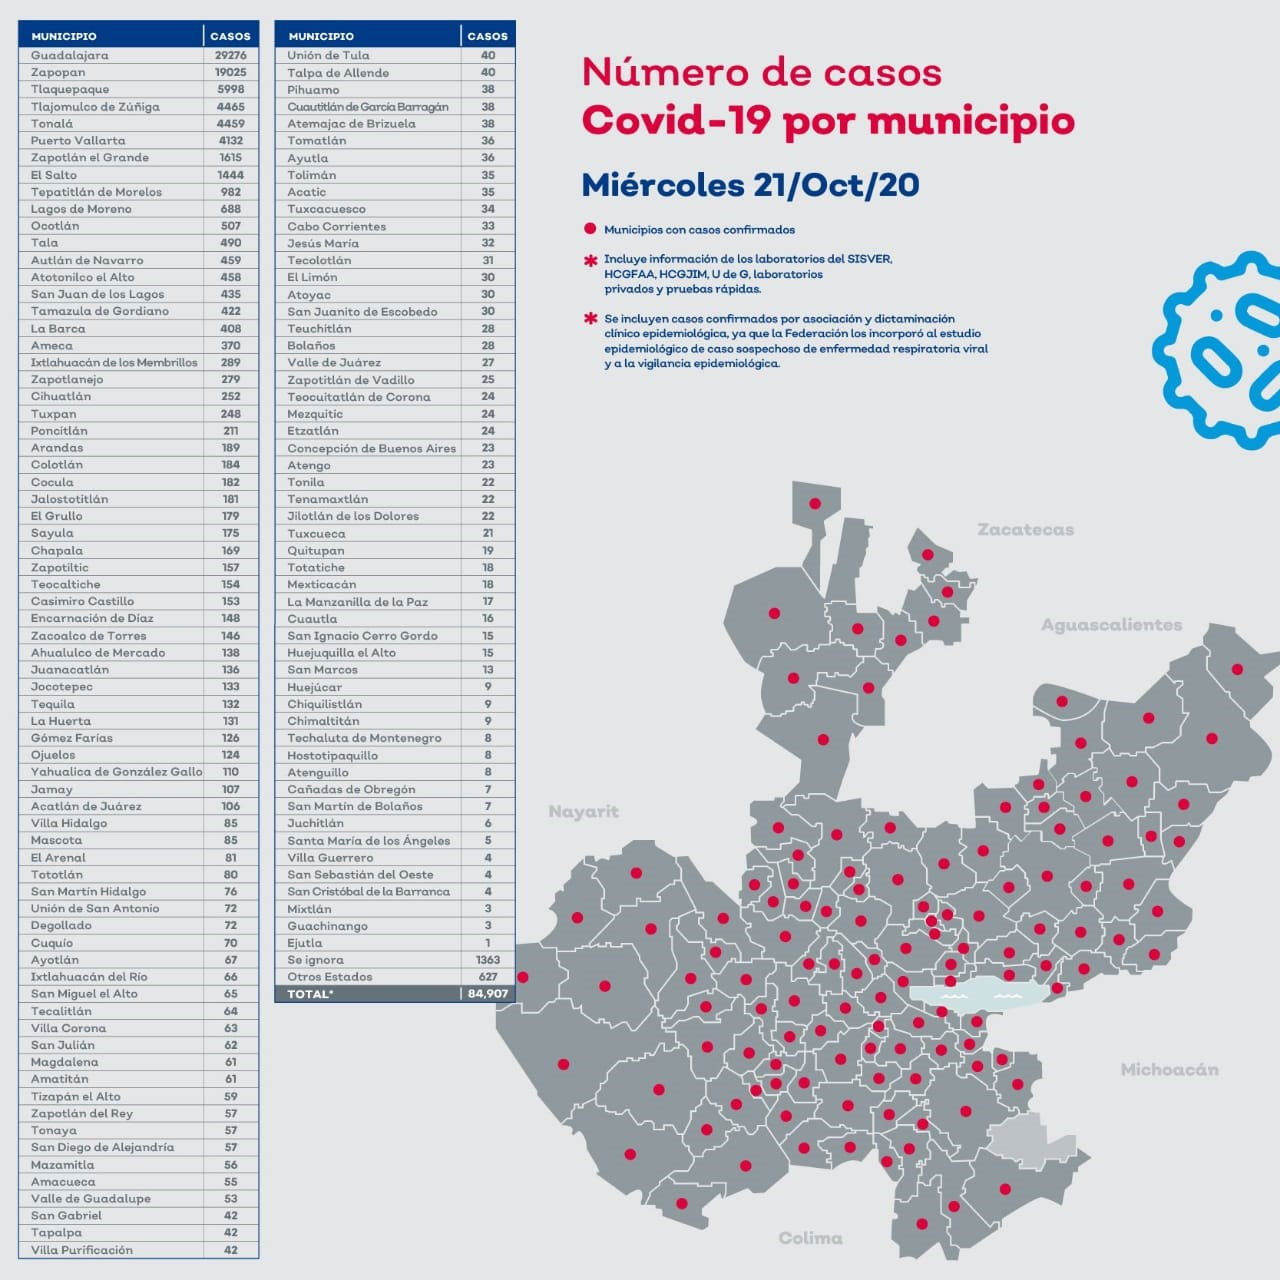 MUNICIPIO CASOS
Guadalajara 29276
Zapopan 19025
Tlaquepaque 5998
Tlajomulco de Zúñiga 4465
Tonalá 4459
Puerto Vallarta 4132
Zapotlán el Grande 1615
El Salto 1444
Tepatitlán de Morelos 982
Lagos de Moreno 688
Ocotlán 507
Tala 490
Autlán de Navarro 459
Atotonilco el Alto 458
San Juan de los Lagos 435
Tamazula de Gordiano 422
La Barca 408
Ameca 370
Ixtlahuacán de los Membrillos 289
Zapotlanejo 279
Cihuatlán 252
Tuxpan 248
Poncitlán 211
Arandas 189
Colotlán 184
Cocula 182
Jalostotitlán 181
El Grullo 179
Sayula 175
Chapala 169
Zapotiltic 157
Teocaltiche 154
Casimiro Castillo 153
Encarnación de Díaz 148
Zacoalco de Torres 146
Ahualulco de Mercado 138
Juanacatlán 136
Jocotepec 133
Tequila 132
La Huerta 131
Gómez Farías 126
Ojuelos 124
Yahualica de González Gallo 110
Jamay 107
Acatlán de Juárez 106
Villa Hidalgo 85
Mascota 85
El Arenal 81
Tototlán 80
San Martín Hidalgo 76
Unión de San Antonio 72
Degollado 72
Cuquío 70
Ayotlán 67
Ixtlahuacán del Río 66
San Miguel el Alto 65
Tecalitlán 64
Villa Corona 63
San Julián 62
Magdalena 61
Amatitán 61
Tizapán el Alto 59
Zapotlán del Rey 57
Tonaya 57
San Diego de Alejandría 57
Mazamitla 56
Amacueca 55
Valle de Guadalupe 53
San Gabriel 42
Tapalpa 42
Villa Purificación 42
MUNICIPIO CASOS
Unión de Tula 40
Talpa de Allende 40
Pihuamo 38
Cuautitlán de García Barragán 38
Atemajac de Brizuela 38
Tomatlán 36
Ayutla 36
Tolimán 35
Acatic 35
Tuxcacuesco 34
Cabo Corrientes 33
Jesús María 32
Tecolotlán 31
El Limón 30
Atoyac 30
San Juanito de Escobedo 30
Teuchitlán 28
Bolaños 28
Valle de Juárez 27
Zapotitlán de Vadillo 25
Teocuitatlán de Corona 24
Mezquitic 24
Etzatlán 24
Concepción de Buenos Aires 23
Atengo 23
Tonila 22
Tenamaxtlán 22
Jilotlán de los Dolores 22
Tuxcueca 21
Quitupan 19
Totatiche 18
Mexticacán 18
La Manzanilla de la Paz 17
Cuautla 16
San Ignacio Cerro Gordo 15
Huejuquilla el Alto 15
San Marcos 13
Huejúcar 9
Chiquilistlán 9
Chimaltitán 9
Techaluta de Montenegro 8
Hostotipaquillo 8
Atenguillo 8
Cañadas de Obregón 7
San Martín de Bolaños 7
Juchitlán 6
Santa María de los Ángeles 5
Villa Guerrero 4
San Sebastián del Oeste 4
San Cristóbal de la Barranca 4
Mixtlán 3
Guachinango 3
Ejutla 1
Se ignora 1363
Otros Estados 627
TOTAL* 84,907
Número de casos
Covid-19 por municipio
Miércoles 21/Oct/20
Municipios con casos confirmados
* Incluye información de los laboratorios del SISVER,
HCGFAA, HCGJIM, U de G, laboratorios
privados y pruebas rápidas.
* Se incluyen casos confirmados por asociación y dictaminación
clínico epidemiológica, ya que la Federación los incorporó al estudio
epidemiológico de caso sospechoso de enfermedad respiratoria viral
y a la vigilancia epidemiológica.
Zacatecas
Aguascalientes
Nayarit
Michoacán
Colima